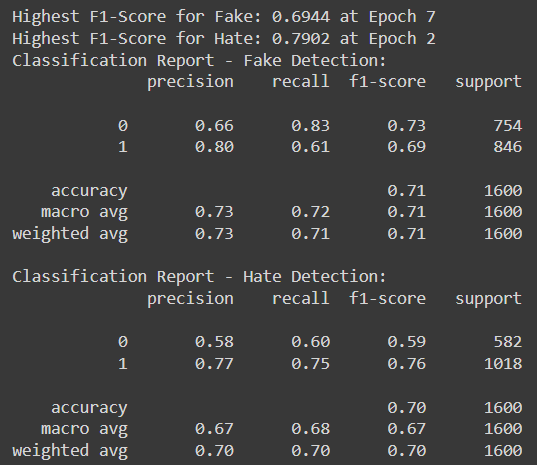 Highest F1-Score for Fake: 0.6944 at Epoch 7
Highest F1-Score for Hate: 0.7902 at Epoch 2
Classification Report - Fake Detection:
precision recall f1-score support
0 0.66 0.83 0.73 754
1 0.80 0.61 0.69 846
accuracy 0.71 1600
macro avg 0.73 0.72 0.71 1600
weighted avg 0.73 0.71 0.71 1600
Classification Report - Hate Detection:
precision recall f1-score support
0 0.58 0.60 0.59 582
1 0.77 0.75 0.76 1018
accuracy 0.70 1600
macro avg 0.67 0.68 0.67 1600
weighted avg 0.70 0.70 0.70 1600